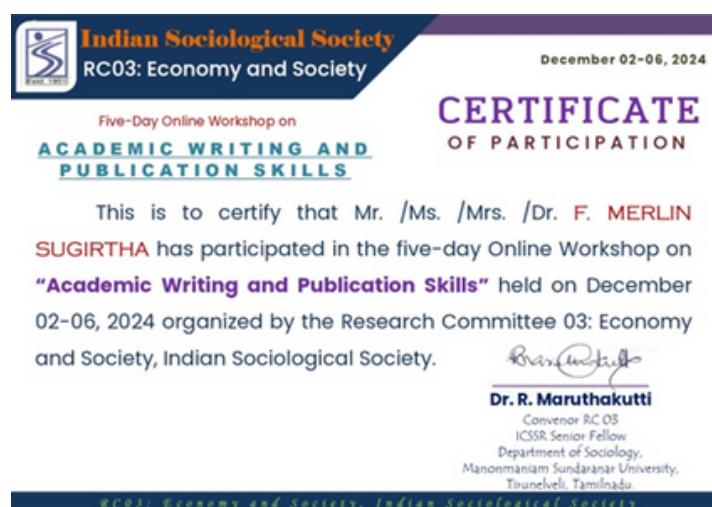 Indian Sociological Society
RC03: Economy and Society
Estd. 1951
December 02-06, 2024
Five-Day Online Workshop on
ACADEMIC WRITING AND
PUBLICATION SKILLS
CERTIFICATE
OF PARTICIPATION
This is to certify that Mr. /Ms. /Mrs. /Dr. F. MERLIN
SUGIRTHA has participated in the five-day Online Workshop on
“Academic Writing and Publication Skills” held on December
02-06, 2024 organized by the Research Committee 03: Economy
and Society, Indian Sociological Society.
Dr. R. Maruthakutti
Convenor RC 03
ICSSR Senior Fellow
Department of Sociology,
Manonmaniam Sundaranar University,
Tirunelveli, Tamilnadu.
RC03: Economy and Society, Indian Sociological Society